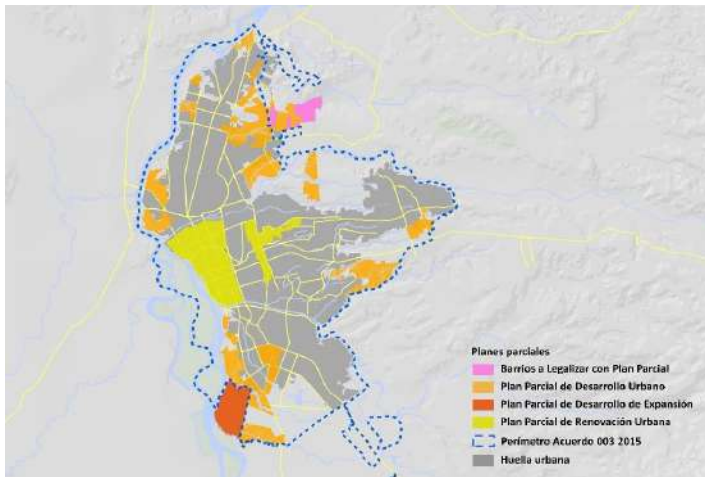 Planes parciales
Barrios a Legalizar con Plan Parcial
Plan Parcial de Desarrollo Urbano
Plan Parcial de Desarrollo de Expansión
Plan Parcial de Renovación Urbana
Perímetro Acuerdo 003 2015
Huella urbana